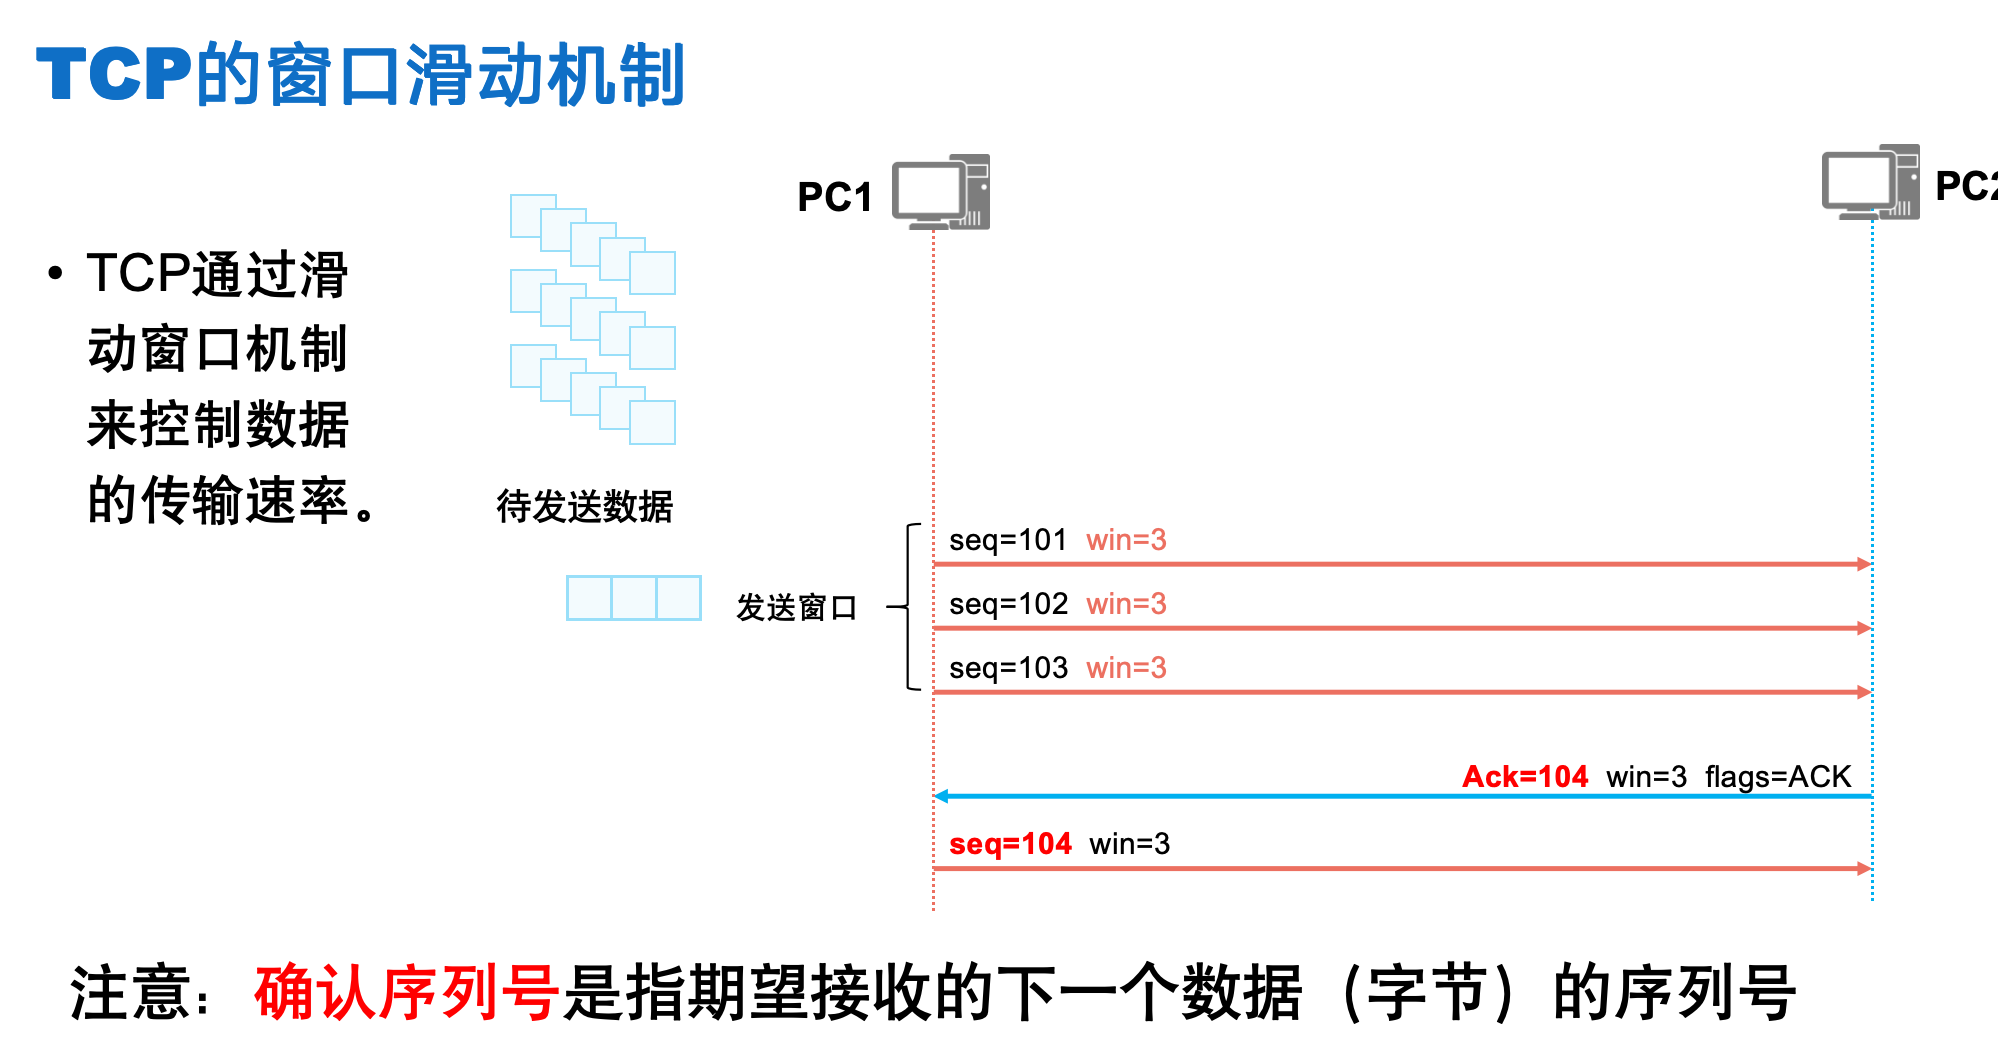 TCP的窗口滑动机制
PC1
PC2
• TCP通过滑
动窗口机制
来控制数据
的传输速率。
待发送数据
发送窗口
seq=101 win=3
seq=102 win=3
seq=103 win=3
Ack=104 win=3 flags=ACK
seq=104 win=3
注意：确认序列号是指期望接收的下一个数据（字节）的序列号